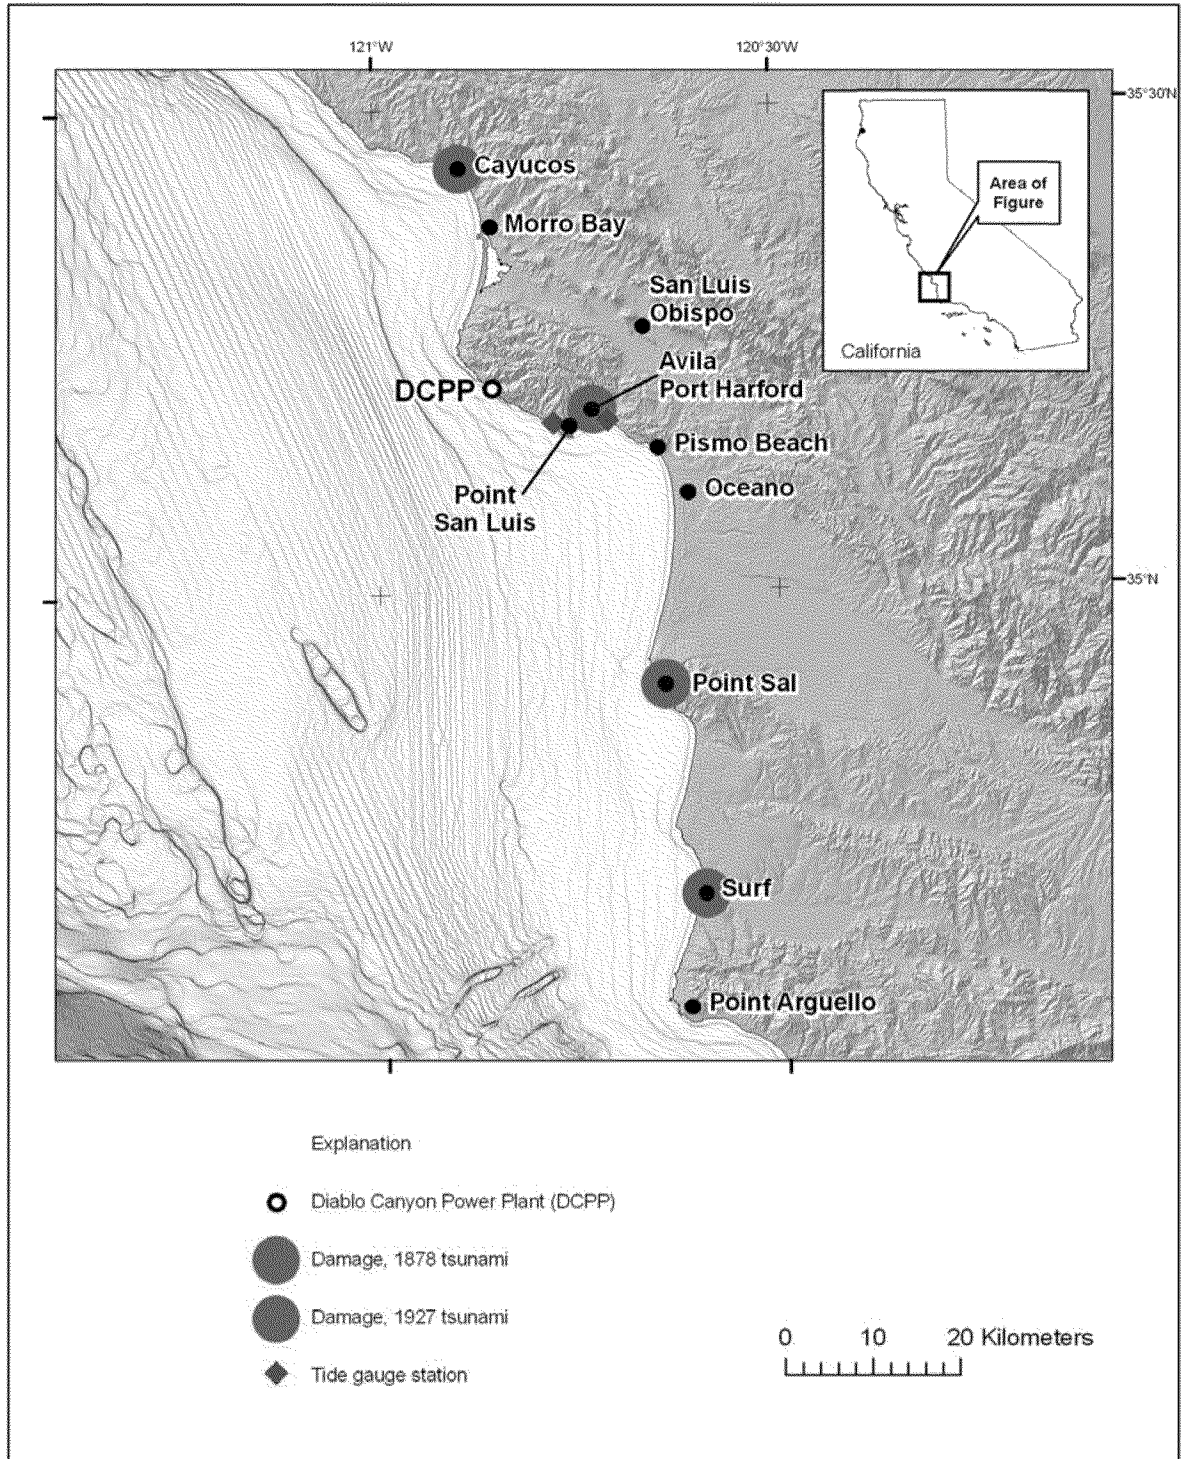 121°W
120°30'W
35°30'N
Cayucos
Morro Bay
San Luis
Obispo
Avila
Port Harford
DCPP
Pismo Beach
Oceano
Point
San Luis
35°N
Point Sal
Surf
Point Arguello
Area of
Figure
California
Explanation
Diablo Canyon Power Plant (DCPP)
Damage, 1878 tsunami
Damage, 1927 tsunami
Tide gauge station
0 10 20 Kilometers